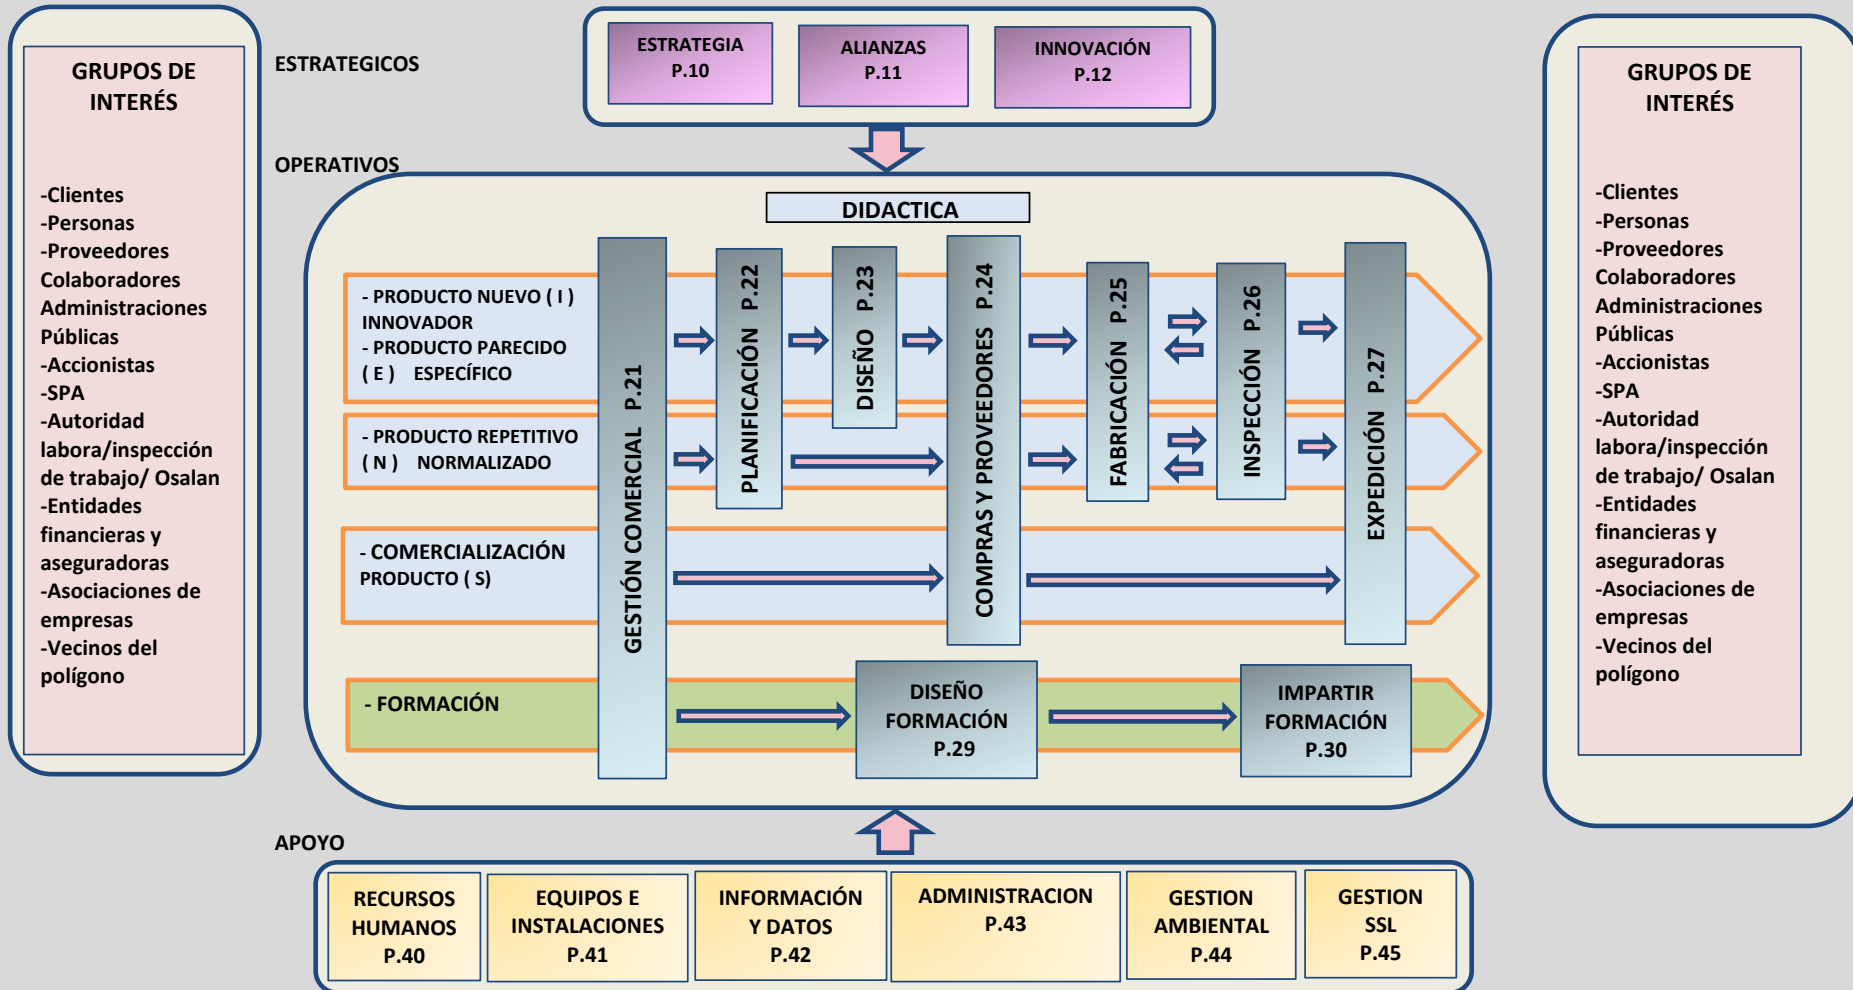 GRUPOS DE
INTERÉS
-Clientes
-Personas
-Proveedores
Colaboradores
Administraciones
Públicas
-Accionistas
-SPA
-Autoridad
labora/inspección
de trabajo/ Osalan
-Entidades
financieras y
aseguradoras
-Asociaciones de
empresas
-Vecinos del
polígono
ESTRATEGICOS
ESTRATEGIA
P.10
ALIANZAS
P.11
INNOVACIÓN
P.12
OPERATIVOS
DIDACTICA
- PRODUCTO NUEVO ( I )
INNOVADOR
- PRODUCTO PARECIDO
( E ) ESPECÍFICO
- PRODUCTO REPETITIVO
( N ) NORMALIZADO
- COMERCIALIZACIÓN
PRODUCTO ( S)
- FORMACIÓN
GESTIÓN COMERCIAL P.21
PLANIFICACIÓN P.22
DISEÑO P.23
COMPRAS Y PROVEEDORES P.24
FABRICACIÓN P.25
INSPECCIÓN P.26
EXPEDICIÓN P.27
DISEÑO
FORMACIÓN
P.29
IMPARTIR
FORMACIÓN
P.30
APOYO
RECURSOS
HUMANOS
P.40
EQUIPOS E
INSTALACIONES
P.41
INFORMACIÓN
Y DATOS
P.42
ADMINISTRACION
P.43
GESTION
AMBIENTAL
P.44
GESTION
SSL
P.45
GRUPOS DE
INTERÉS
-Clientes
-Personas
-Proveedores
Colaboradores
Administraciones
Públicas
-Accionistas
-SPA
-Autoridad
labora/inspección
de trabajo/ Osalan
-Entidades
financieras y
aseguradoras
-Asociaciones de
empresas
-Vecinos del
polígono